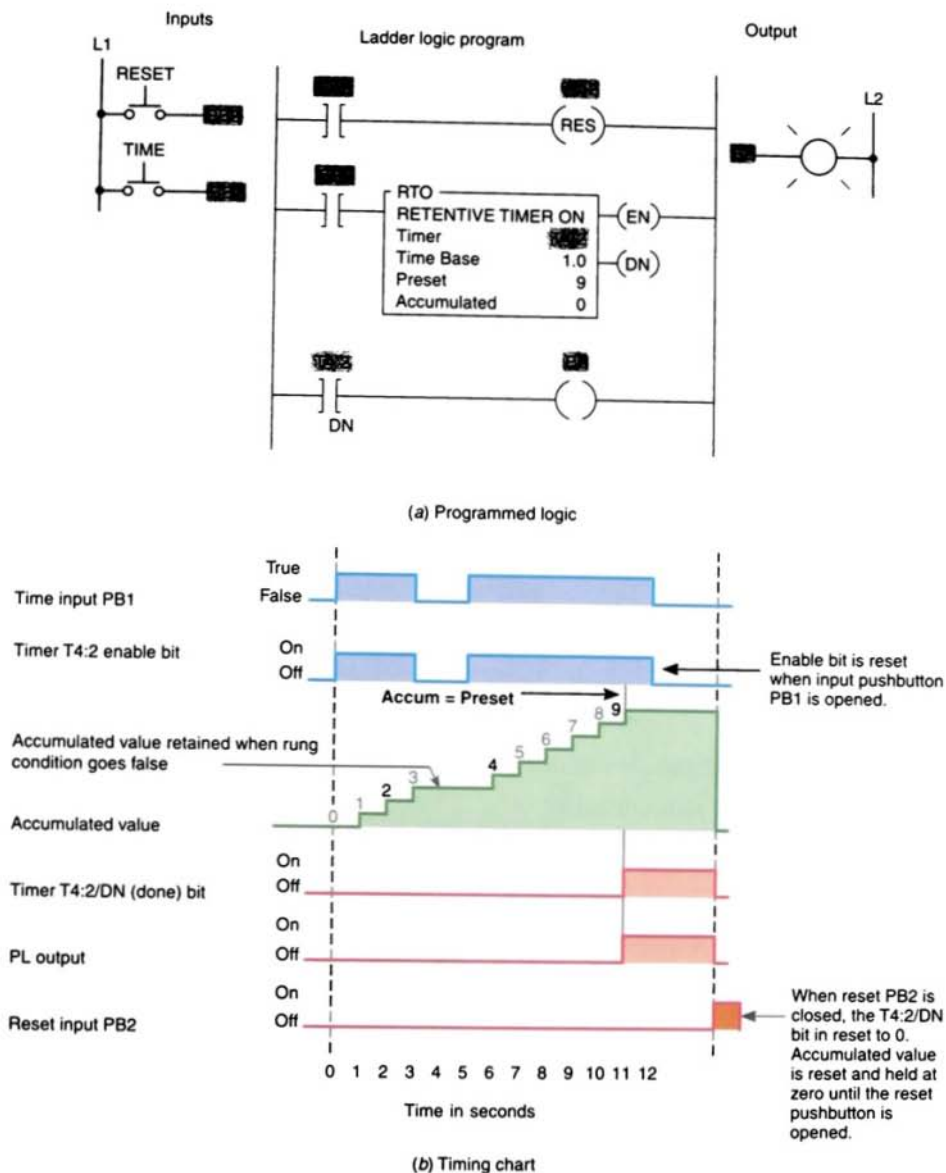 Inputs
Ladder logic program
Output
L1
L2
RESET
TIME
RES
RTO
RETENTIVE TIMER ON
EN
Timer
Time Base 1.0
DN
Preset 9
Accumulated 0
DN
(a) Programmed logic
Time input PB1
True
False
Timer T4:2 enable bit
On
Off
Enable bit is reset
when input pushbutton
PB1 is opened.
Accum = Preset
Accumulated value retained when rung
condition goes false
0 1 2 3 4 5 6 7 8 9
Accumulated value
Timer T4:2/DN (done) bit
On
Off
PL output
On
Off
Reset input PB2
On
Off
When reset PB2 is
closed, the T4:2/DN
bit in reset to 0.
Accumulated value
is reset and held at
zero until the reset
pushbutton is
opened.
0 1 2 3 4 5 6 7 8 9 10 11 12
Time in seconds
(b) Timing chart